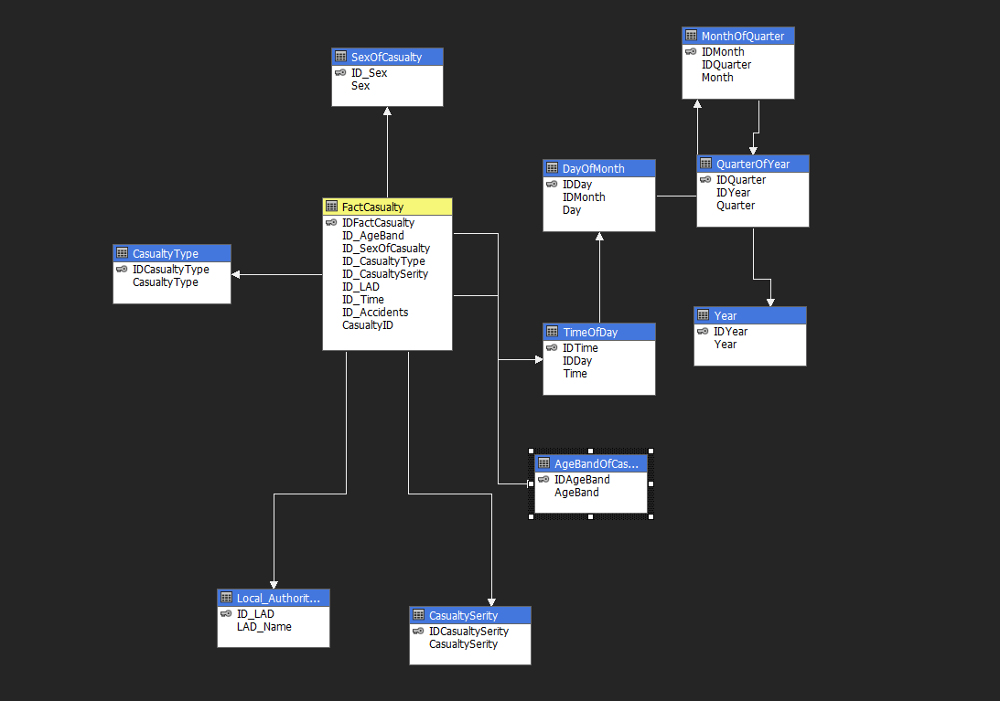 SexOfCasualty
ID_Sex
Sex
MonthOfQuarter
IDMonth
IDQuarter
Month
DayOfMonth
IDDay
IDMonth
Day
QuarterOfYear
IDQuarter
IDYear
Quarter
FactCasualty
IDFactCasualty
ID_AgeBand
ID_SexOfCasualty
ID_CasualtyType
ID_CasualtySerity
ID_LAD
ID_Time
ID_Accidents
CasualtyID
CasualtyType
IDCasualtyType
CasualtyType
Year
IDYear
Year
TimeOfDay
IDTime
IDDay
Time
AgeBandOfCas...
IDAgeBand
AgeBand
Local_Authorit...
ID_LAD
LAD_Name
CasualtySerity
IDCasualtySerity
CasualtySerity